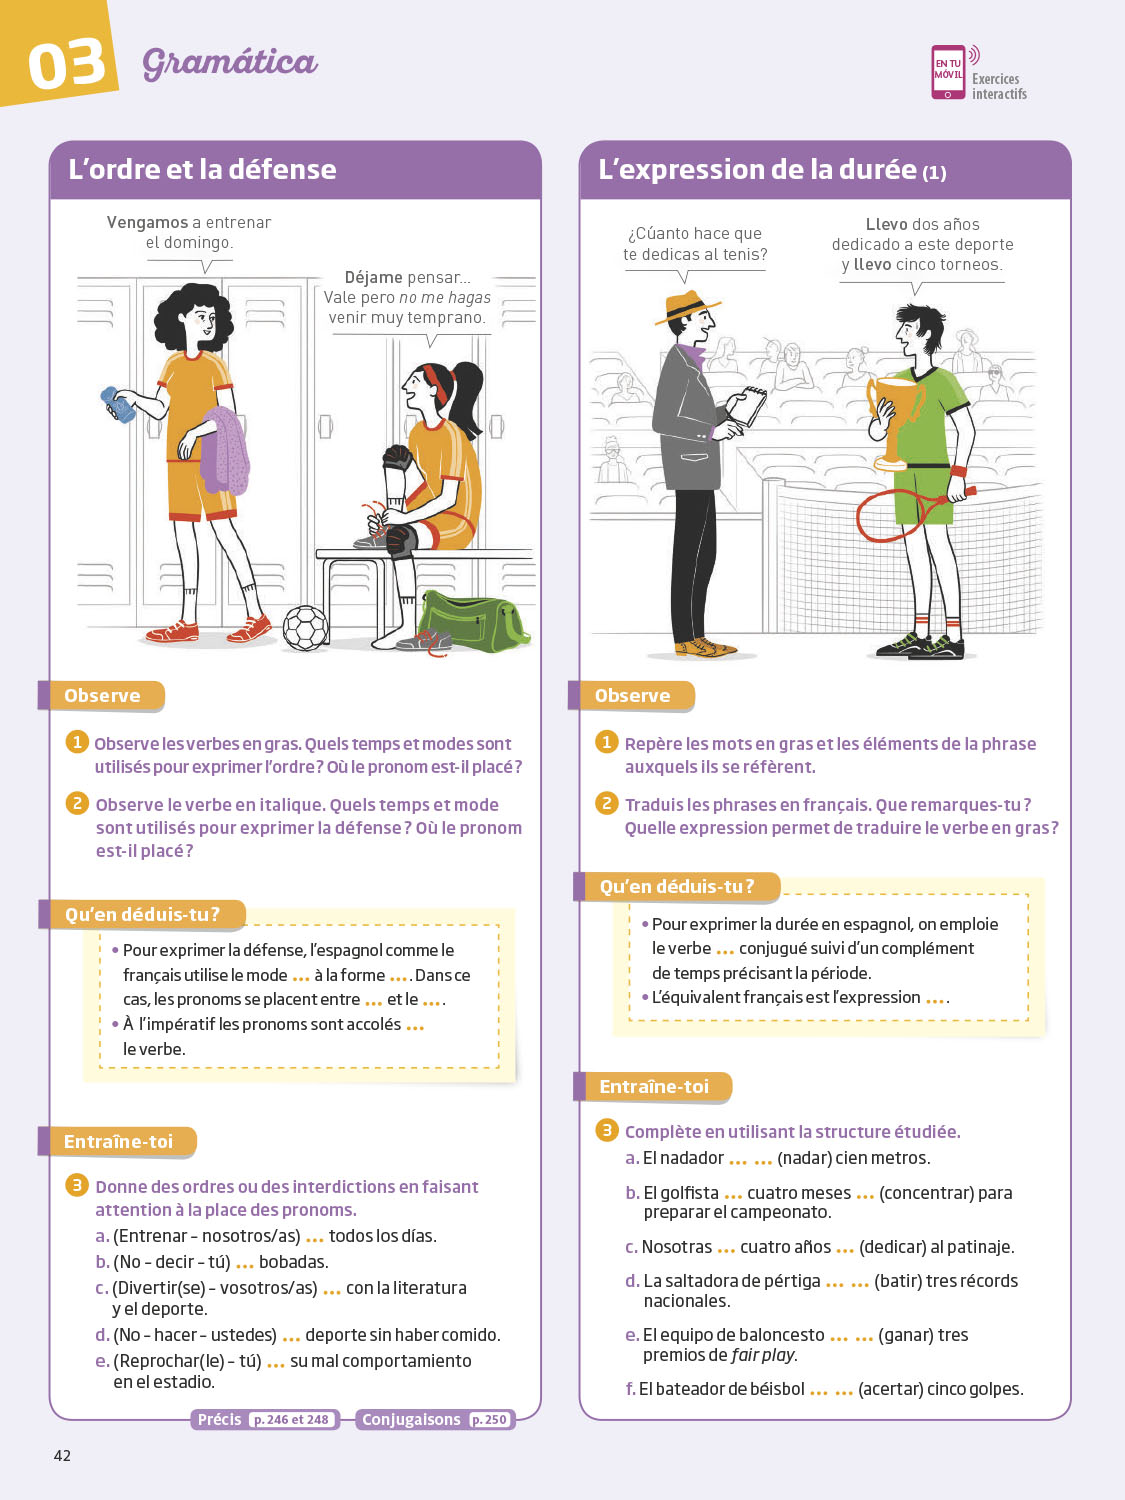 03
Gramática
EN TU
MÓVIL
Exercices
interactifs
L'ordre et la défense
Vengamos a entrenar
el domingo.
Déjame pensar...
Vale pero no me hagas
venir muy temprano.
Observe
1 Observe les verbes en gras. Quels temps et modes sont
utilisés pour exprimer l'ordre ? Où le pronom est-il placé ?
2 Observe le verbe en italique. Quels temps et mode
sont utilisés pour exprimer la défense ? Où le pronom
est-il placé ?
Qu'en déduis-tu ?
• Pour exprimer la défense, l'espagnol comme le
français utilise le mode ... à la forme .... Dans ce
cas, les pronoms se placent entre ... et le ....
• À l'impératif les pronoms sont accolés ...
le verbe.
Entraîne-toi
3 Donne des ordres ou des interdictions en faisant
attention à la place des pronoms.
a. (Entrenar – nosotros/as) ... todos los días.
b. (No – decir – tú) ... bobadas.
c. (Divertir(se) – vosotros/as) ... con la literatura
y el deporte.
d. (No – hacer – ustedes) ... deporte sin haber comido.
e. (Reprochar(le) – tú) ... su mal comportamiento
en el estadio.
Précis p. 246 et 248 Conjugaisons p. 250
L'expression de la durée (1)
¿Cúanto hace que
te dedicas al tenis?
Llevo dos años
dedicado a este deporte
y llevo cinco torneos.
Observe
1 Repère les mots en gras et les éléments de la phrase
auxquels ils se réfèrent.
2 Traduis les phrases en français. Que remarques-tu ?
Quelle expression permet de traduire le verbe en gras ?
Qu'en déduis-tu ?
• Pour exprimer la durée en espagnol, on emploie
le verbe ... conjugué suivi d'un complément
de temps précisant la période.
• L'équivalent français est l'expression ....
Entraîne-toi
3 Complète en utilisant la structure étudiée.
a. El nadador ... ... (nadar) cien metros.
b. El golfista ... cuatro meses ... (concentrar) para
preparar el campeonato.
c. Nosotras ... cuatro años ... (dedicar) al patinaje.
d. La saltadora de pértiga ... ... (batir) tres récords
nacionales.
e. El equipo de baloncesto ... ... (ganar) tres
premios de fair play.
f. El bateador de béisbol ... ... (acertar) cinco golpes.
42